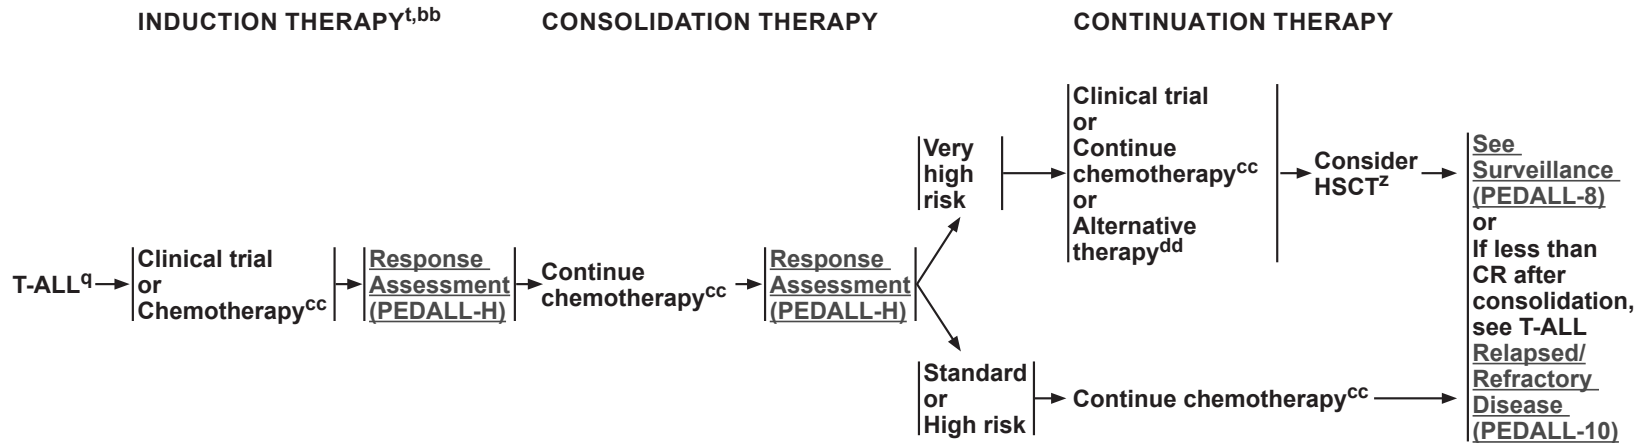 INDUCTION THERAPYt,bb
CONSOLIDATION THERAPY
CONTINUATION THERAPY
T-ALLq
Clinical trial
or
Chemotherapycc
Response
Assessment
(PEDALL-H)
Continue
chemotherapycc
Response
Assessment
(PEDALL-H)
Very
high
risk
Clinical trial
or
Continue
chemotherapycc
or
Alternative
therapydd
Consider
HSCTz
Standard
or
High risk
Continue chemotherapycc
See
Surveillance
(PEDALL-8)
or
If less than
CR after
consolidation,
see T-ALL
Relapsed/
Refractory
Disease
(PEDALL-10)